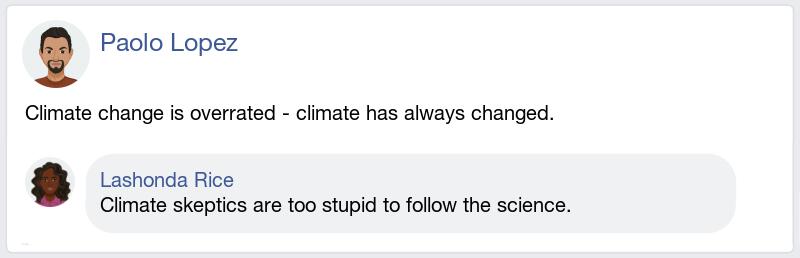 Paolo Lopez
Climate change is overrated - climate has always changed.
Lashonda Rice
Climate skeptics are too stupid to follow the science.